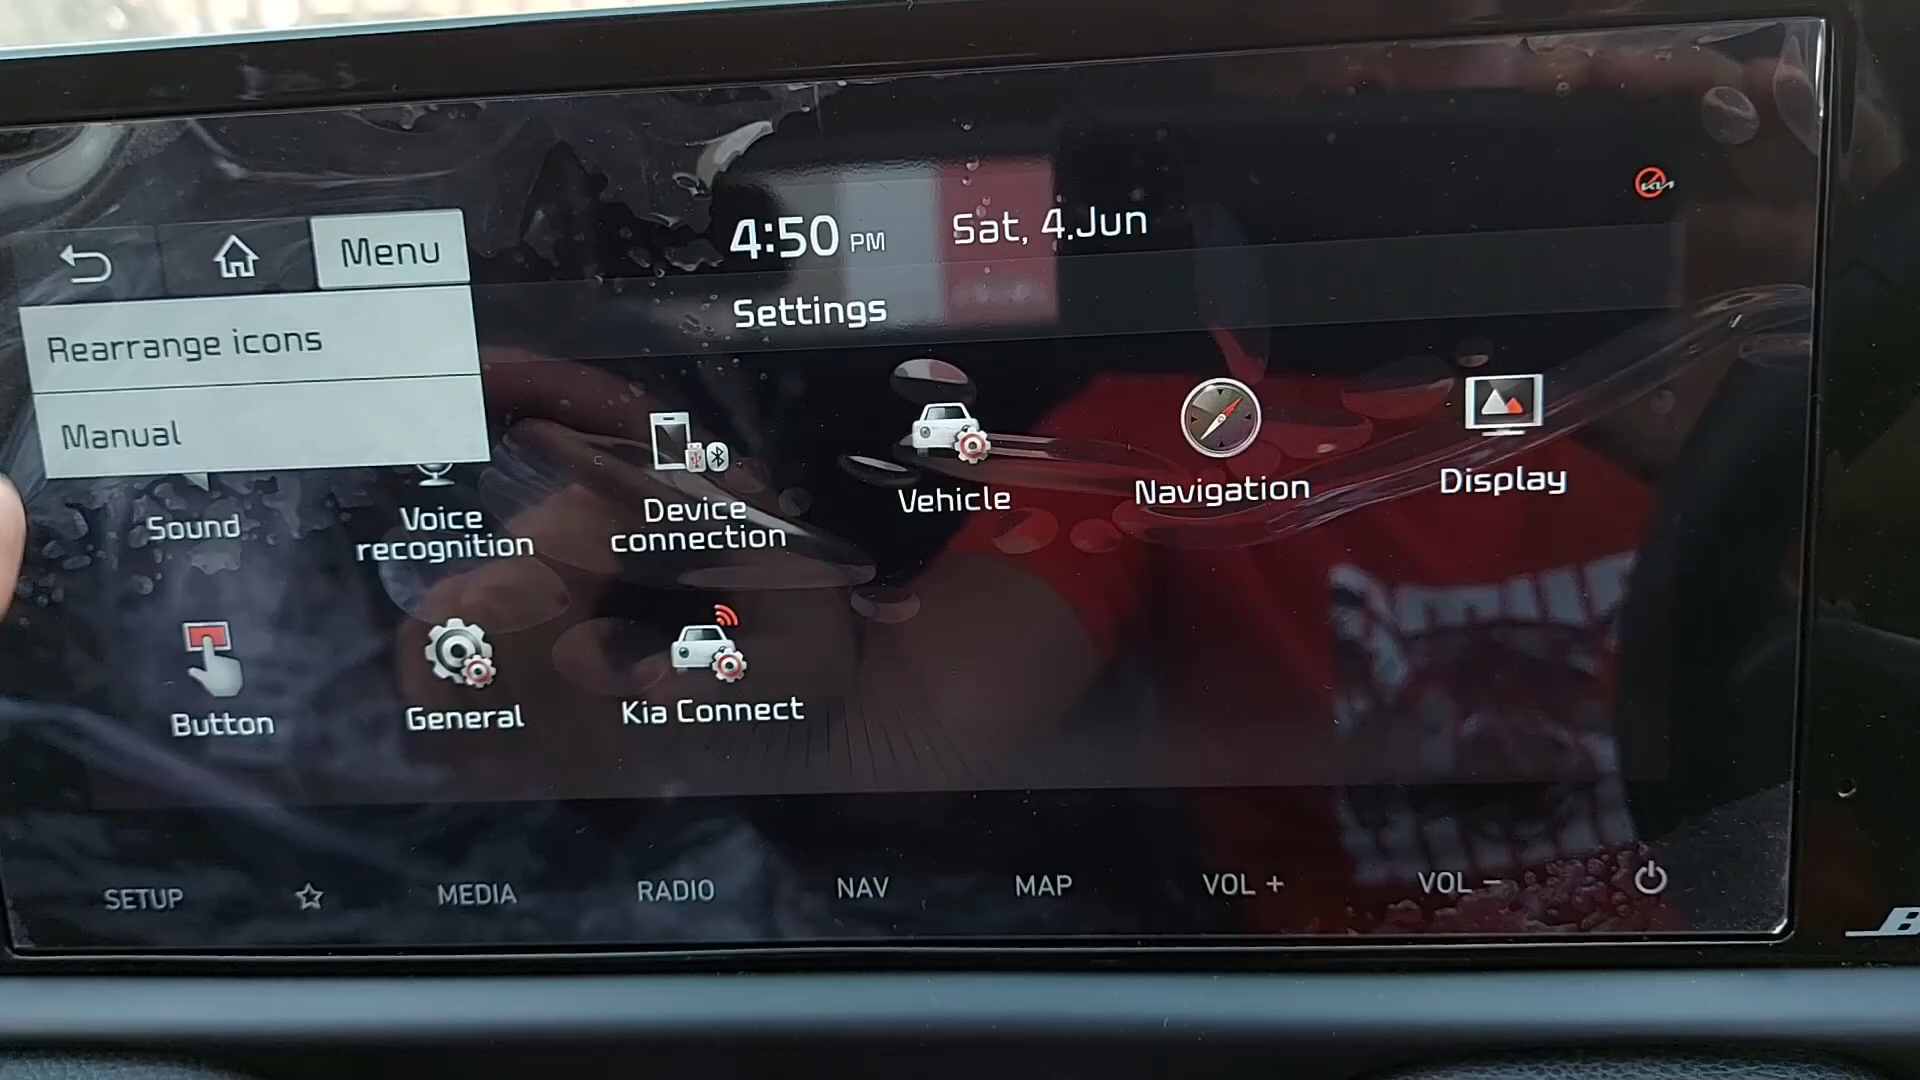 4:50 PM
Sat, 4.Jun
Menu
Settings
Rearrange icons
Manual
Sound
Voice
recognition
Device
connection
Vehicle
Navigation
Display
Button
General
Kia Connect
SETUP
MEDIA
RADIO
NAV
MAP
VOL +
VOL −